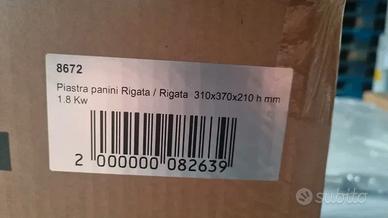 8672
Piastra panini Rigata / Rigata 310x370x210 h mm
1.8 Kw
2 000000 082639
subito